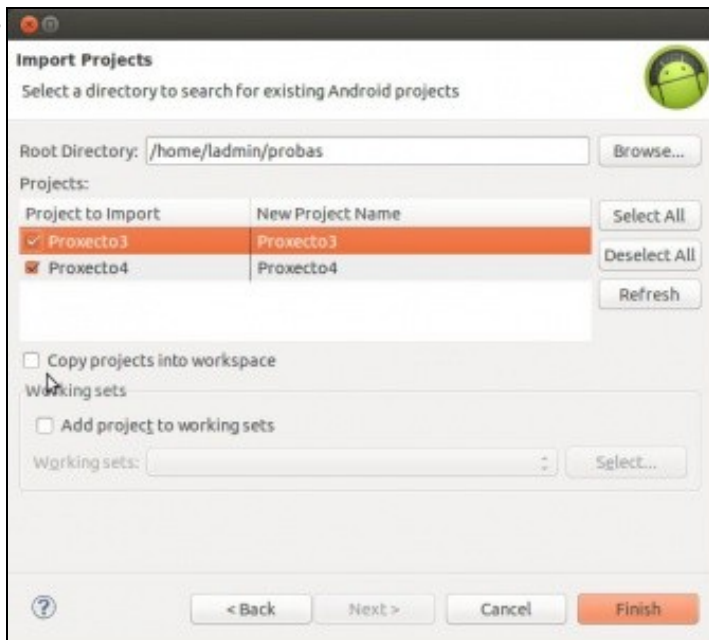 Import Projects
Select a directory to search for existing Android projects
Root Directory: /home/ladmin/probas Browse...
Projects:
Project to Import New Project Name Select All
Proxecto3 Proxecto3
Deselect All
Proxecto4 Proxecto4
Refresh
Copy projects into workspace
Working sets
Add project to working sets
Working sets: Select...
? < Back Next > Cancel Finish